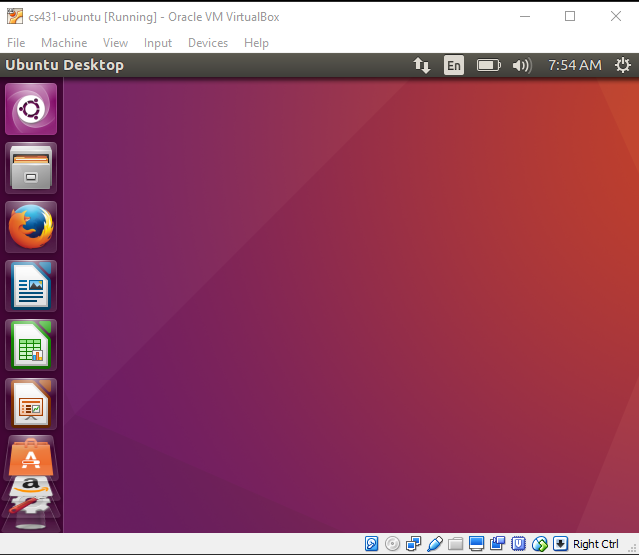 cs431-ubuntu [Running] - Oracle VM VirtualBox
File Machine View Input Devices Help
Ubuntu Desktop En 7:54 AM
A
a
Right Ctrl